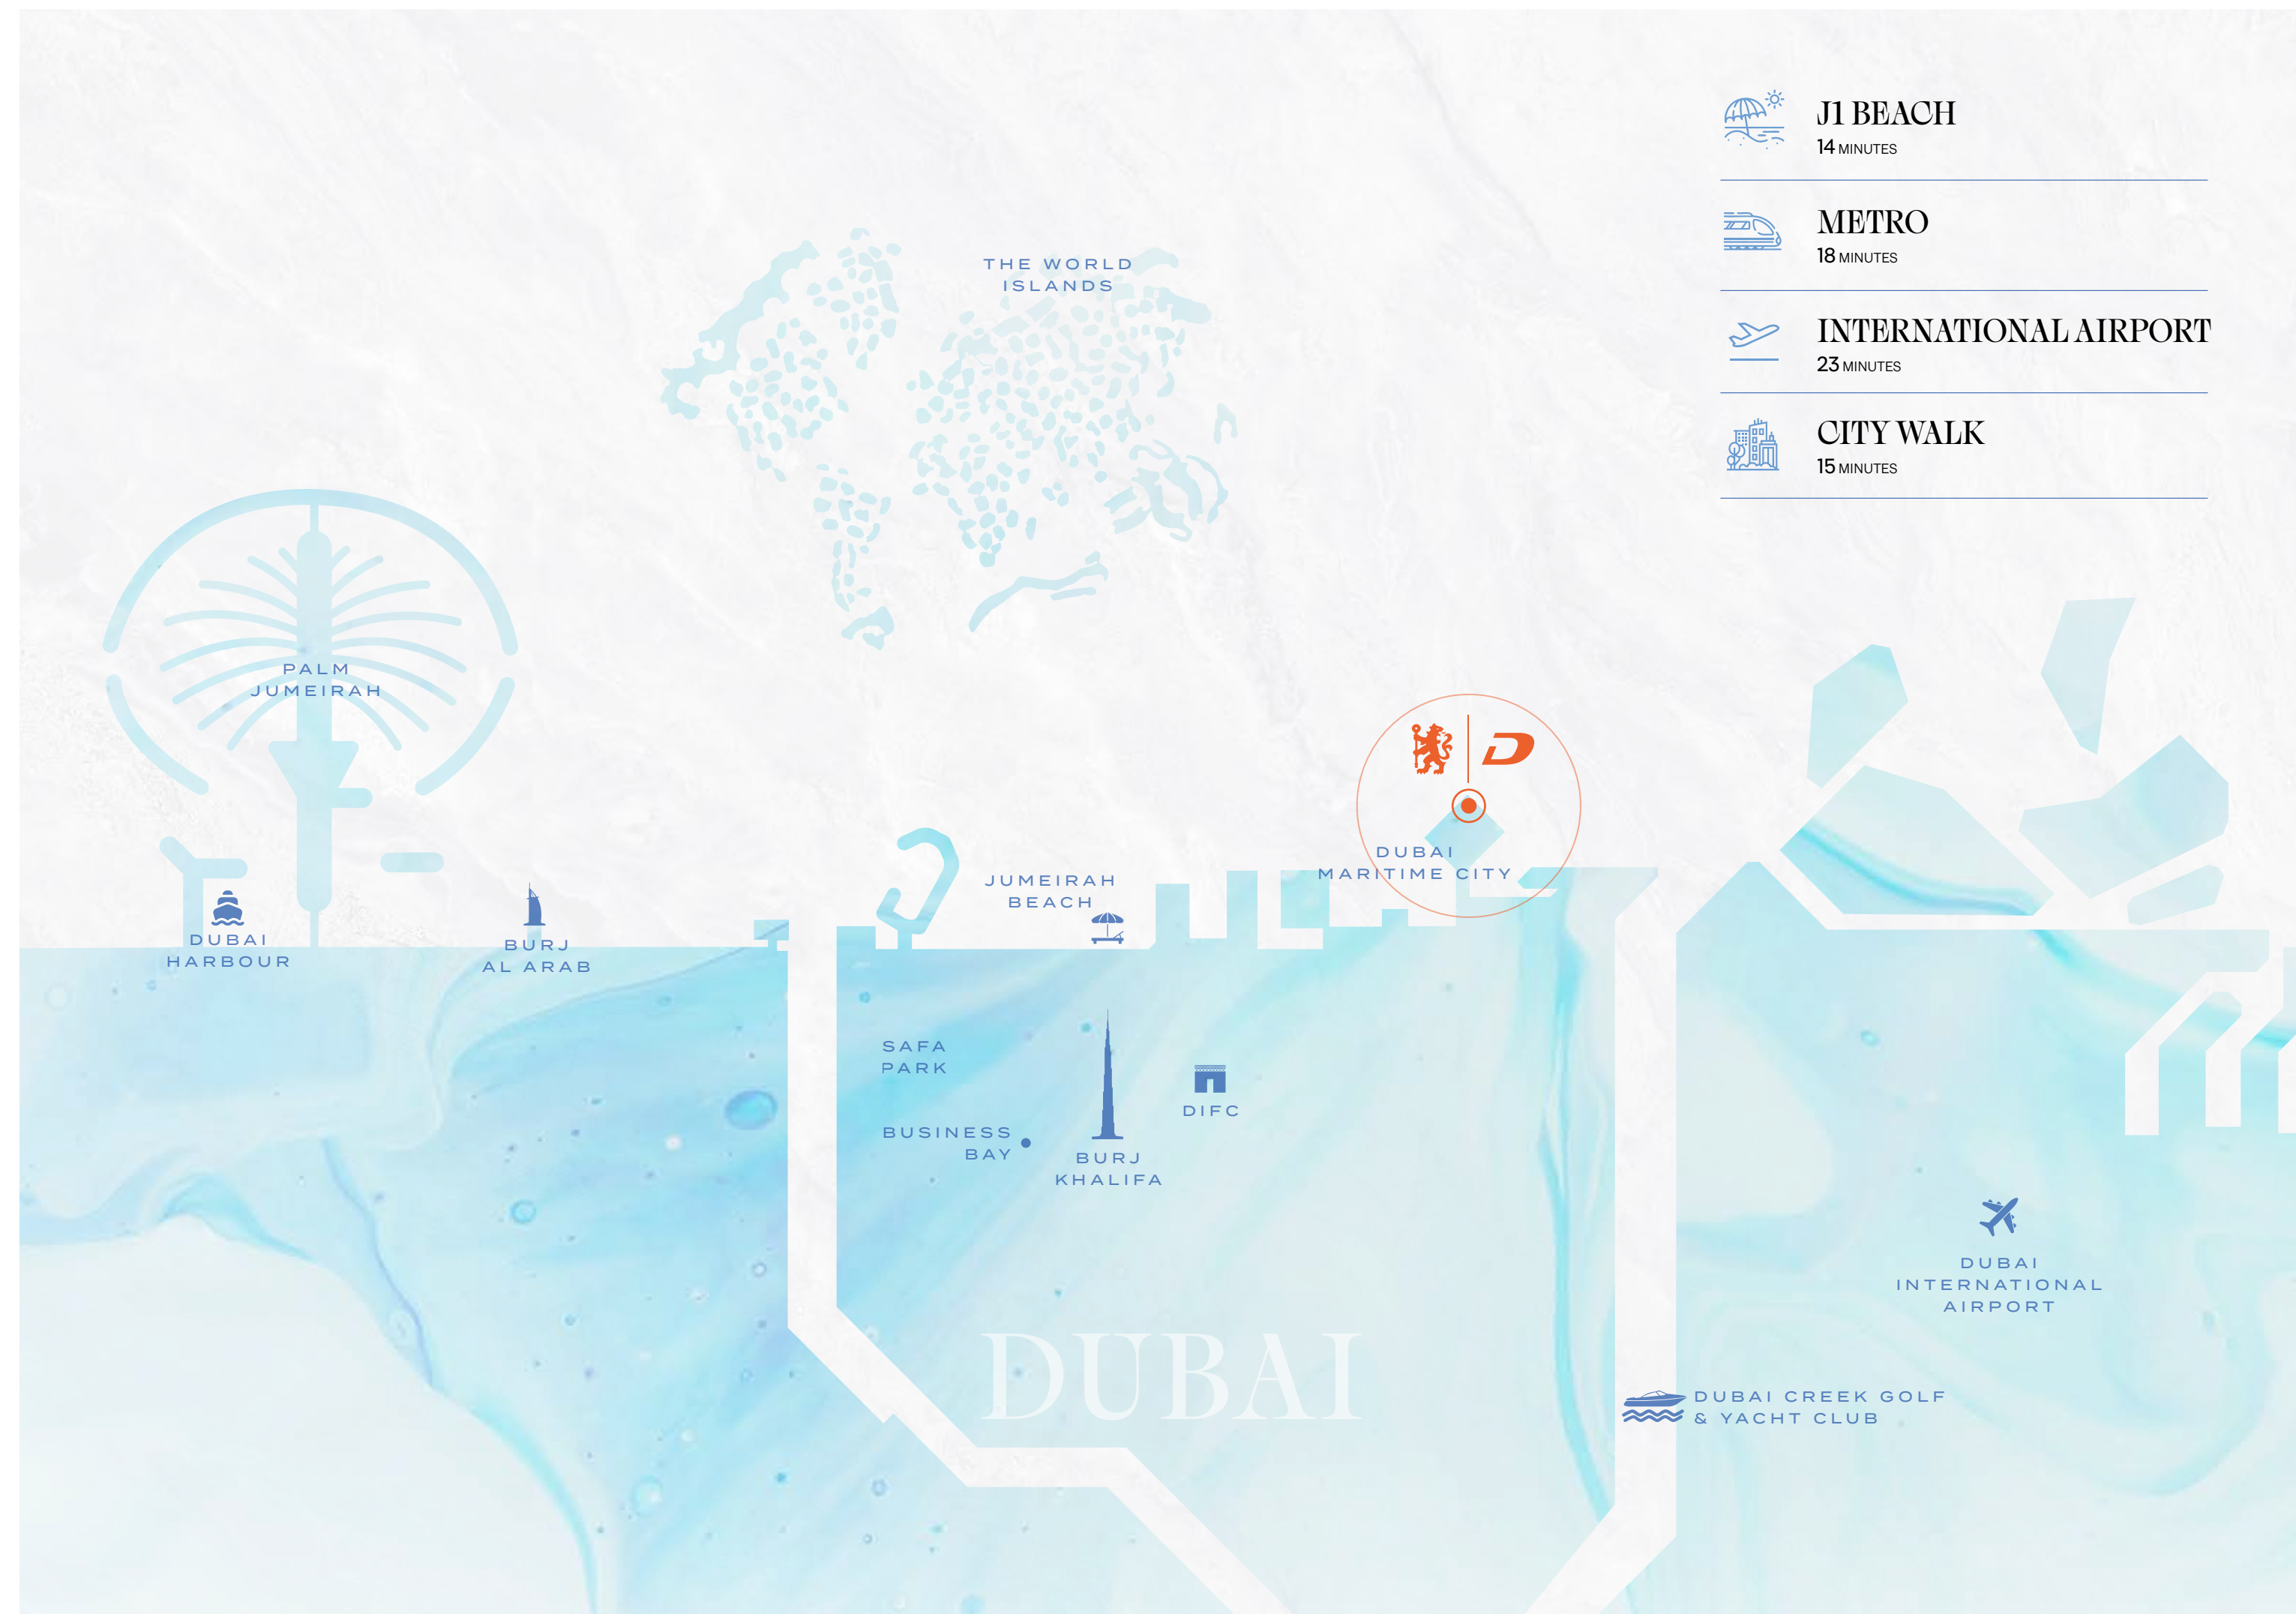 J1 BEACH
14 MINUTES
METRO
18 MINUTES
INTERNATIONAL AIRPORT
23 MINUTES
CITY WALK
15 MINUTES
THE WORLD
ISLANDS
PALM
JUMEIRAH
D
DUBAI
MARITIME CITY
JUMEIRAH
BEACH
DUBAI
HARBOUR
BURJ
AL ARAB
SAFA
PARK
BUSINESS
BAY
BURJ
KHALIFA
DIFC
DUBAI
INTERNATIONAL
AIRPORT
DUBAI
DUBAI CREEK GOLF
& YACHT CLUB